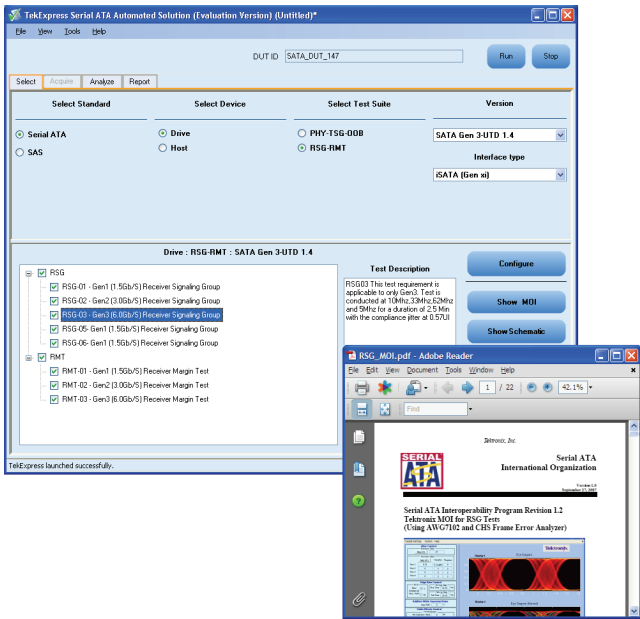 TekExpress Serial ATA Automated Solution (Evaluation Version) (Untitled)*
File View Tools Help
DUT ID SATA_DUT_147 Run Stop
Select Acquire Analyze Report
Select Standard Select Device Select Test Suite Version
Serial ATA Drive PHY-TSG-OOB SATA Gen 3-UTD 1.4
SAS Host RSG-RMT Interface type
iSATA (Gen xi)
Drive : RSG-RMT : SATA Gen 3-UTD 1.4
RSG
RSG-01 - Gen1 (1.5Gb/S) Receiver Signaling Group
RSG-02 - Gen2 (3.0Gb/S) Receiver Signaling Group
RSG-03 - Gen3 (6.0Gb/S) Receiver Signaling Group
RSG-05- Gen1 (1.5Gb/S) Receiver Signaling Group
RSG-06- Gen1 (1.5Gb/S) Receiver Signaling Group
RMT
RMT-01 - Gen1 (1.5Gb/S) Receiver Margin Test
RMT-02 - Gen2 (3.0Gb/S) Receiver Margin Test
RMT-03 - Gen3 (6.0Gb/S) Receiver Margin Test
Test Description
RSG03 This test requirement is
applicable to only Gen3. Test is
conducted at 10Mhz,33Mhz,62Mhz
and 5Mhz for a duration of 2.5 Min
with the compliance jitter at 0.57UI
Configure
Show MOI
Show Schematic
TekExpress launched successfully.
RSG_MOI.pdf - Adobe Reader
File Edit View Document Tools Window Help
1 / 22 42.1%
Find
Tektronix, Inc.
SERIAL
ATA
Serial ATA
International Organization
Version 1.0
September 17, 2007
Serial ATA Interoperability Program Revision 1.2
Tektronix MOI for RSG Tests
(Using AWG7102 and CHS Frame Error Analyzer)
Tektronix